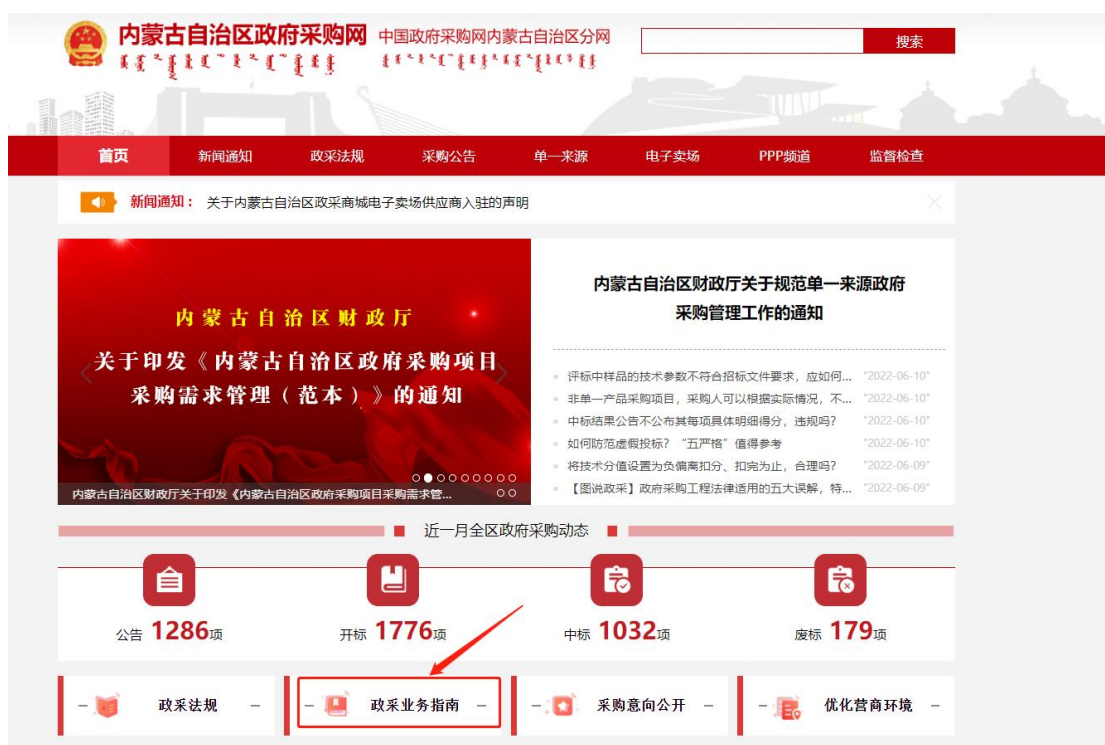 内蒙古自治区政府采购网 中国政府采购网内蒙古自治区分网
搜索
首页 新闻通知 政采法规 采购公告 单一来源 电子卖场 PPP频道 监督检查
新闻通知： 关于内蒙古自治区政采商城电子卖场供应商入驻的声明
内蒙古自治区财政厅
关于印发《内蒙古自治区政府采购项目
采购需求管理（范本）》的通知
内蒙古自治区财政厅关于印发《内蒙古自治区政府采购项目采购需求管...
内蒙古自治区财政厅关于规范单一来源政府
采购管理工作的通知
评标中样品的技术参数不符合招标文件要求，应如何... "2022-06-10"
非单一产品采购项目，采购人可以根据实际情况，不... "2022-06-10"
中标结果公告不公布其每项具体明细得分，违规吗？ "2022-06-10"
如何防范虚假投标？“五严格”值得参考 "2022-06-10"
将技术分值设置为负偏离扣分、扣完为止，合理吗？ "2022-06-09"
【图说政采】政府采购工程法律适用的五大误解，特... "2022-06-09"
近一月全区政府采购动态
公告 1286项 开标 1776项 中标 1032项 废标 179项
政采法规 政采业务指南 采购意向公开 优化营商环境